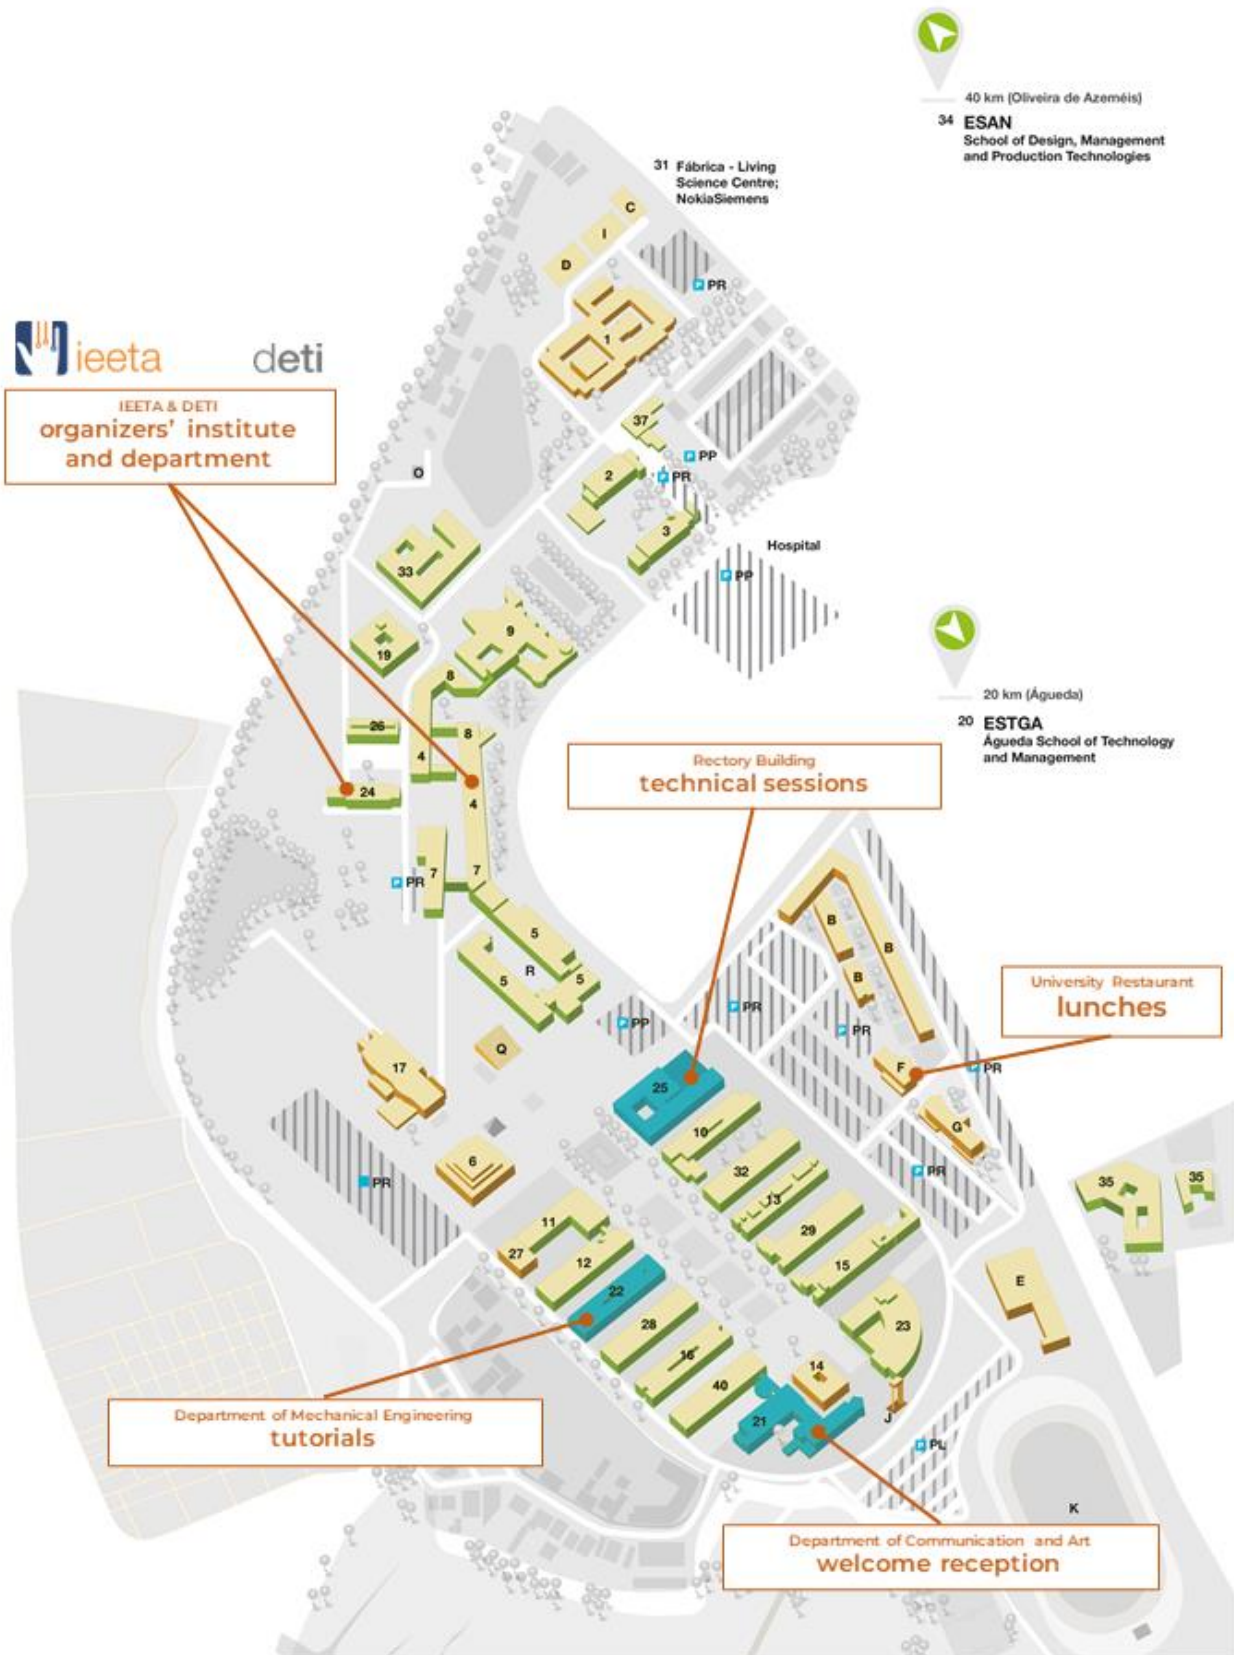 40 km (Oliveira de Azeméis)
34 ESAN
School of Design, Management
and Production Technologies
31 Fábrica - Living
Science Centre;
NokiaSiemens
C
I
D
P PR
1
ieeta deti
IEETA & DETI
organizers' institute
and department
37
P PP
O
2
P PR
3
Hospital
33
P PP
9
19
8
20 km (Águeda)
20 ESTGA
Águeda School of Technology
and Management
26
8
4
Rectory Building
technical sessions
24
4
7
7
P PR
B
B
5
R
B
5
5
University Restaurant
lunches
P PR
P PP
P PR
Q
17
F
P PR
25
G
10
6
32
P PR
PR
35
35
13
11
29
27
12
15
E
22
28
23
16
14
40
Department of Mechanical Engineering
tutorials
21
J
P PL
K
Department of Communication and Art
welcome reception